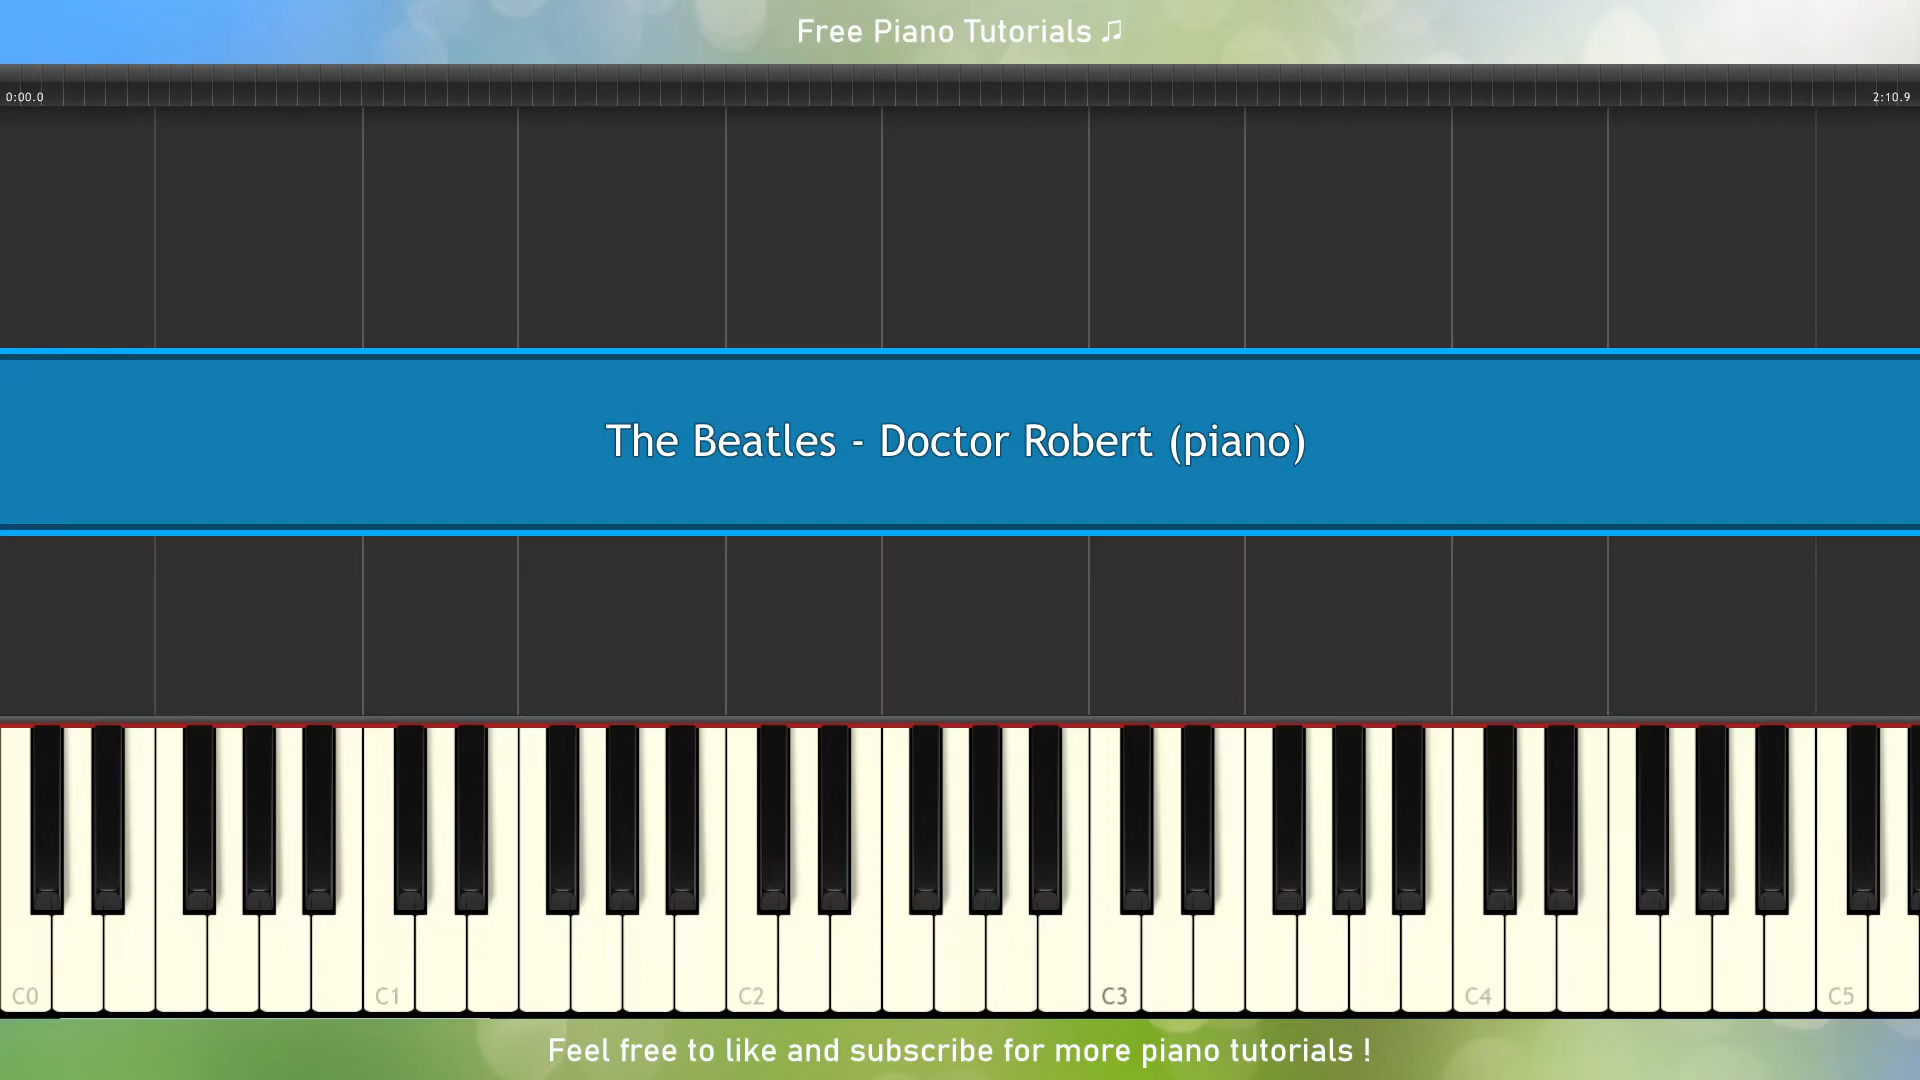 Free Piano Tutorials ♫
0:00.0 2:10.9
The Beatles - Doctor Robert (piano)
C0 C1 C2 C3 C4 C5
Feel free to like and subscribe for more piano tutorials !